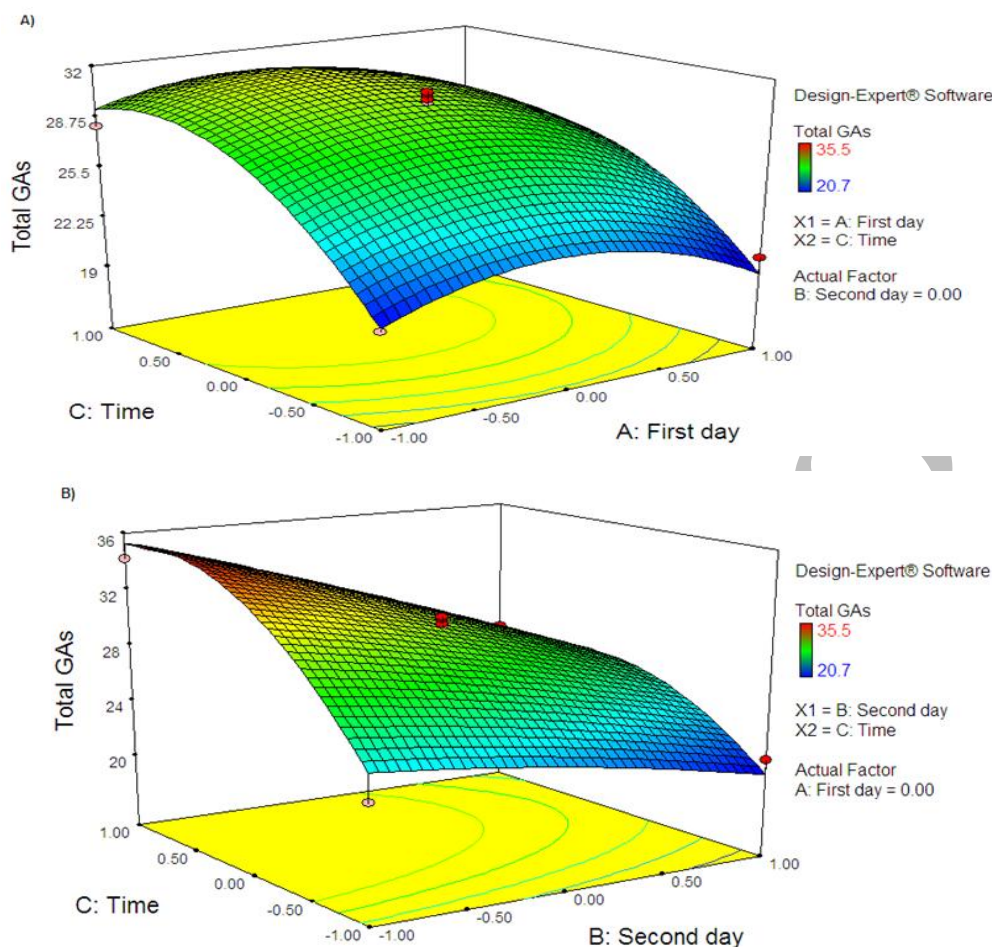 A)
Total GAs
32
28.75
25.5
22.25
19
1.00
0.50
0.00
-0.50
-1.00
C: Time
-1.00
-0.50
0.00
0.50
1.00
A: First day
Design-Expert® Software
Total GAs
35.5
20.7
X1 = A: First day
X2 = C: Time
Actual Factor
B: Second day = 0.00
B)
Total GAs
36
32
28
24
20
1.00
0.50
0.00
-0.50
-1.00
C: Time
-1.00
-0.50
0.00
0.50
1.00
B: Second day
Design-Expert® Software
Total GAs
35.5
20.7
X1 = B: Second day
X2 = C: Time
Actual Factor
A: First day = 0.00